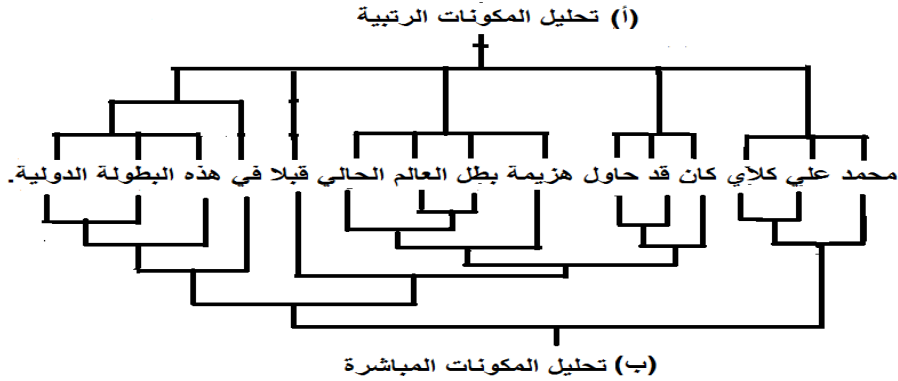 (أ) تحليل المكونات الرتبية
محمد علي كلاي كان قد حاول هزيمة بطل العالم الحالي قبلا في هذه البطولة الدولية.
(ب) تحليل المكونات المباشرة